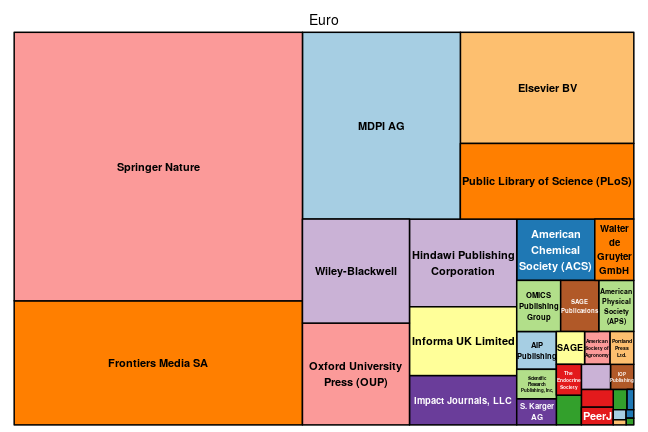 Euro
Springer Nature
Frontiers Media SA
MDPI AG
Elsevier BV
Public Library of Science (PLoS)
Wiley-Blackwell
Oxford University
Press (OUP)
Hindawi Publishing
Corporation
Informa UK Limited
Impact Journals, LLC
American
Chemical
Society (ACS)
Walter
de
Gruyter
GmbH
OMICS
Publishing
Group
SAGE
Publications
American
Physical
Society
(APS)
AIP
Publishing
SAGE
American
Society of
Agronomy
Portland
Press
Ltd.
Scientific
Research
Publishing, Inc,
The
Endocrine
Society
IOP
Publishing
S. Karger
AG
PeerJ